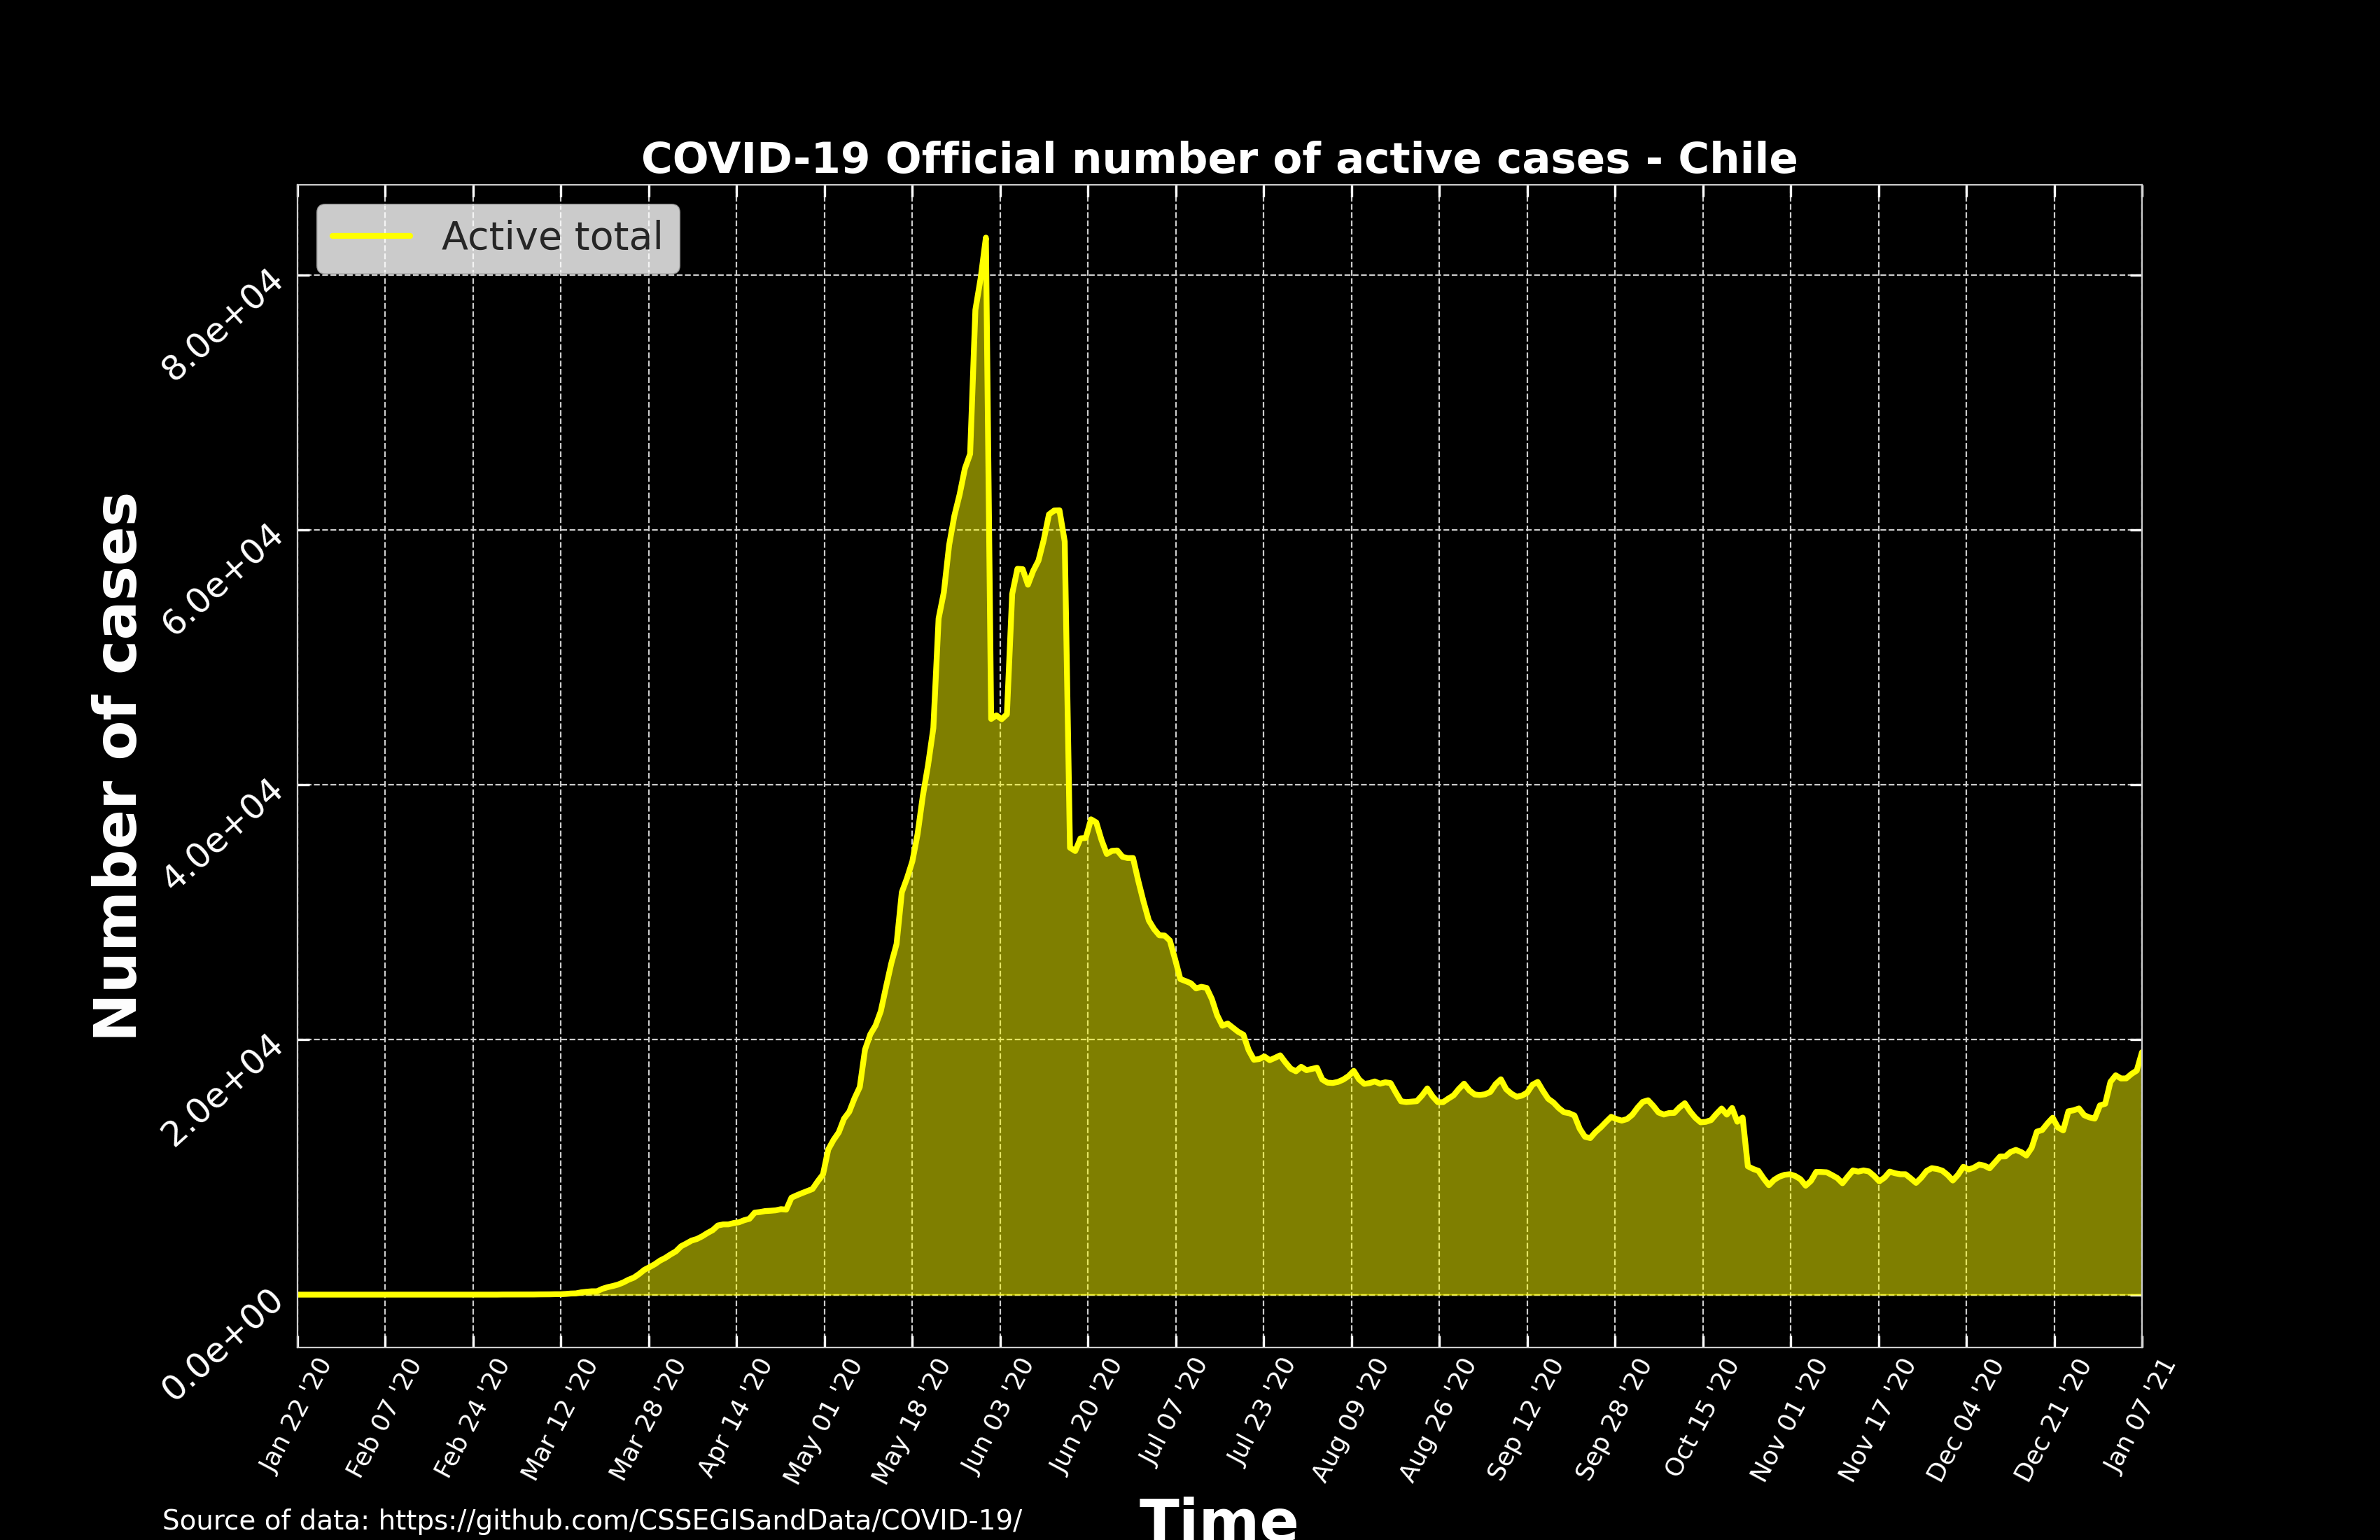 COVID-19 Official number of active cases - Chile
Active total
Number of cases
8.0e+04
6.0e+04
4.0e+04
2.0e+04
0.0e+00
Jan 22 '20
Feb 07 '20
Feb 24 '20
Mar 12 '20
Mar 28 '20
Apr 14 '20
May 01 '20
May 18 '20
Jun 03 '20
Jun 20 '20
Jul 07 '20
Jul 23 '20
Aug 09 '20
Aug 26 '20
Sep 12 '20
Sep 28 '20
Oct 15 '20
Nov 01 '20
Nov 17 '20
Dec 04 '20
Dec 21 '20
Jan 07 '21
Time
Source of data: https://github.com/CSSEGISandData/COVID-19/